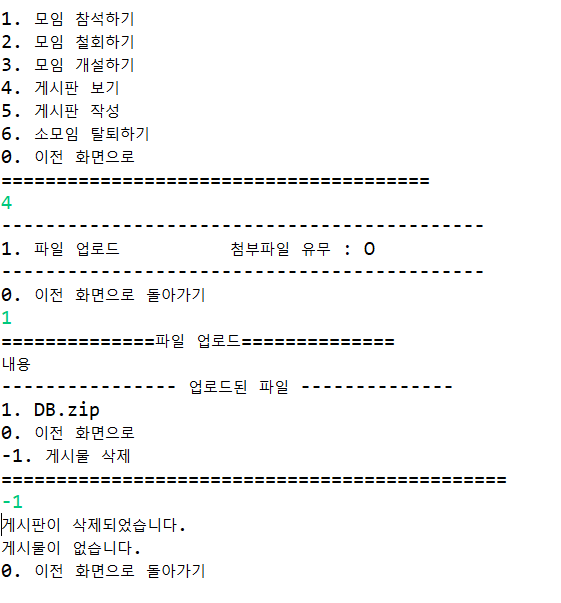 1. 모임 참석하기
2. 모임 철회하기
3. 모임 개설하기
4. 게시판 보기
5. 게시판 작성
6. 소모임 탈퇴하기
0. 이전 화면으로
=======================================
4
--------------------------------------------
1. 파일 업로드 첨부파일 유무 : O
--------------------------------------------
0. 이전 화면으로 돌아가기
1
==============파일 업로드==============
내용
---------------- 업로드된 파일 --------------
1. DB.zip
0. 이전 화면으로
-1. 게시물 삭제
==============================================
-1
게시판이 삭제되었습니다.
게시물이 없습니다.
0. 이전 화면으로 돌아가기